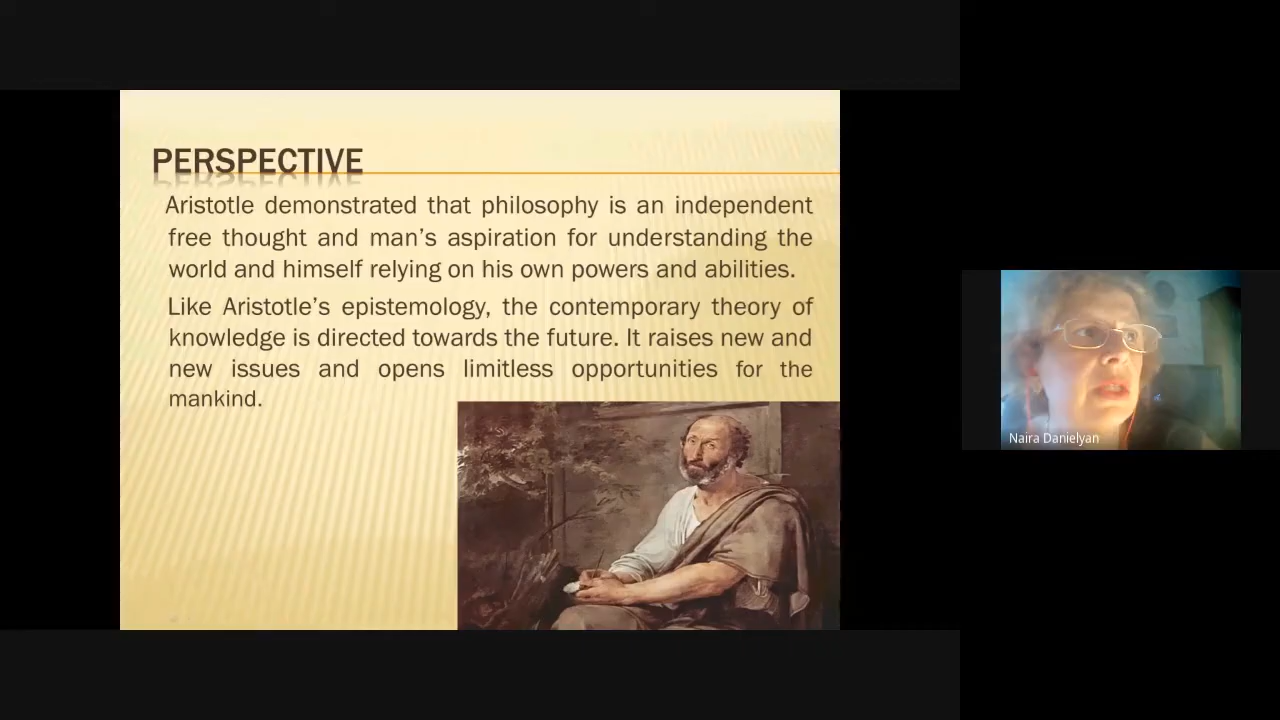 PERSPECTIVE
Aristotle demonstrated that philosophy is an independent
free thought and man’s aspiration for understanding the
world and himself relying on his own powers and abilities.
Like Aristotle’s epistemology, the contemporary theory of
knowledge is directed towards the future. It raises new and
new issues and opens limitless opportunities for the
mankind.
Naira Danielyan